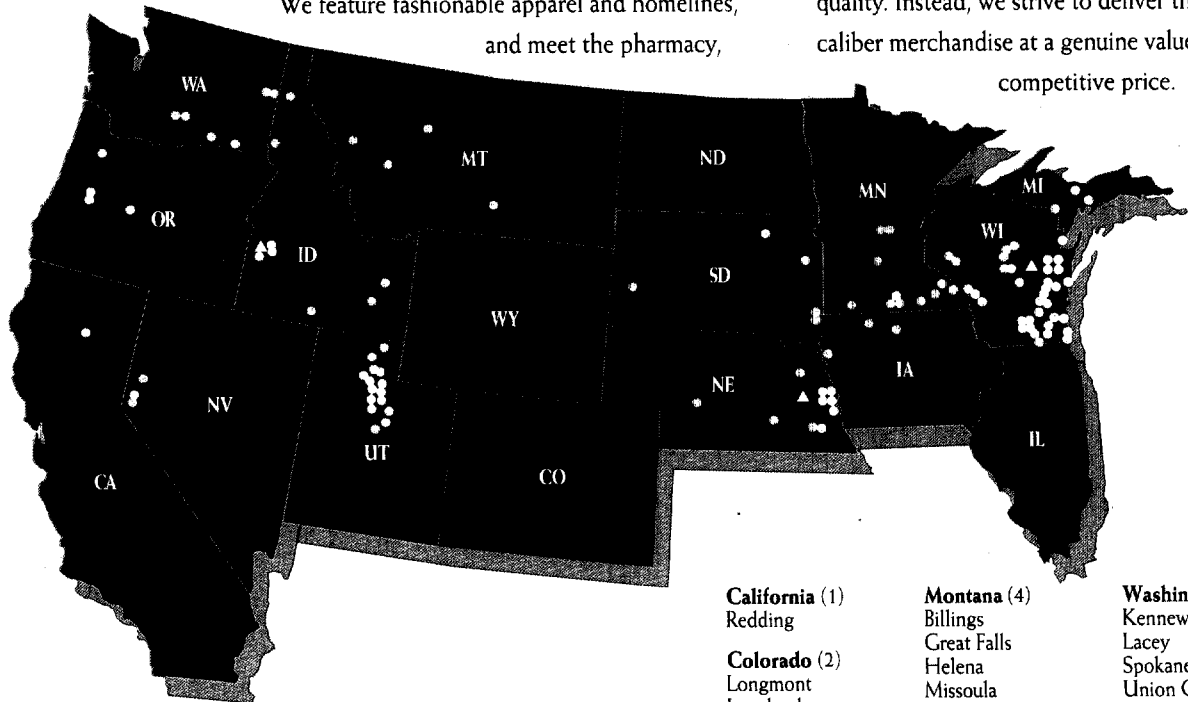 We feature fashionable apparel and homelines,
and meet the pharmacy,
quality. Instead, we strive to deliver
caliber merchandise at a genuine value
competitive price.
WA
MT
ND
MN
MI
OR
ID
WI
SD
WY
NE
IA
NV
UT
IL
CA
CO
California (1)
Redding
Colorado (2)
Longmont
Montana (4)
Billings
Great Falls
Helena
Missoula
Washin
Kennew
Lacey
Spokane
Union